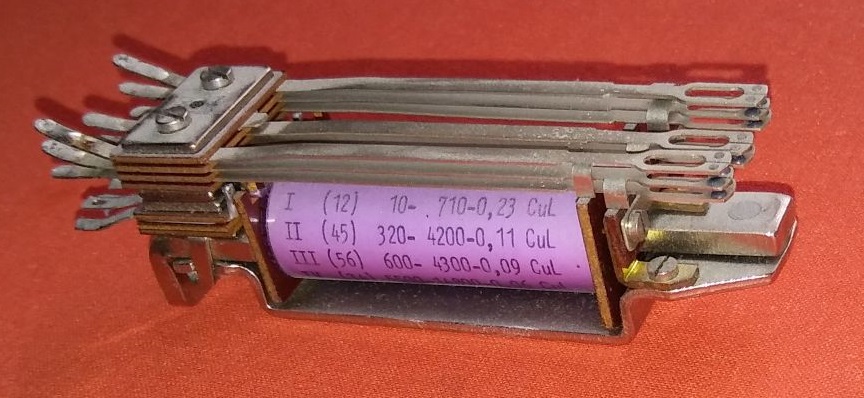 I (12) 10- 710-0,23 CuL
II (45) 320- 4200-0,11 CuL
III (56) 600- 4300-0,09 CuL